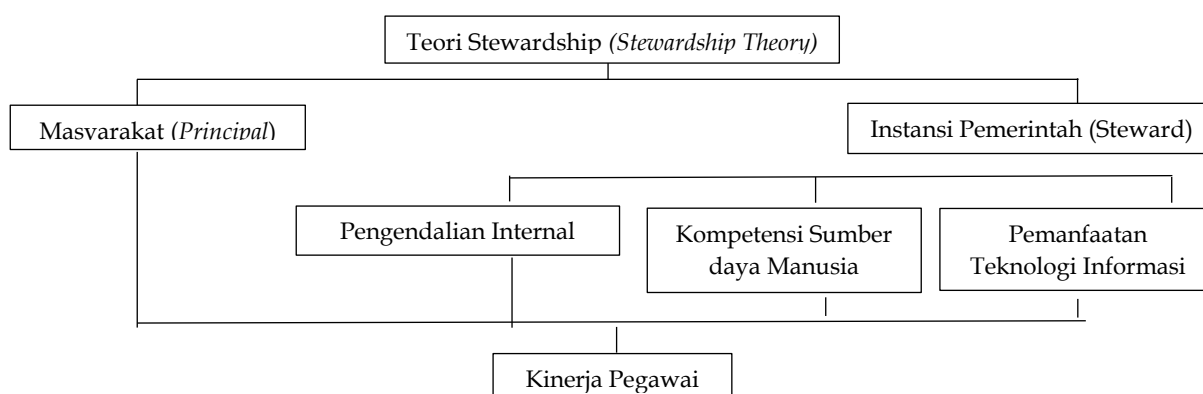 Teori Stewardship (Stewardship Theory)
Masyarakat (Principal)
Instansi Pemerintah (Steward)
Pengendalian Internal
Kompetensi Sumber
daya Manusia
Pemanfaatan
Teknologi Informasi
Kinerja Pegawai